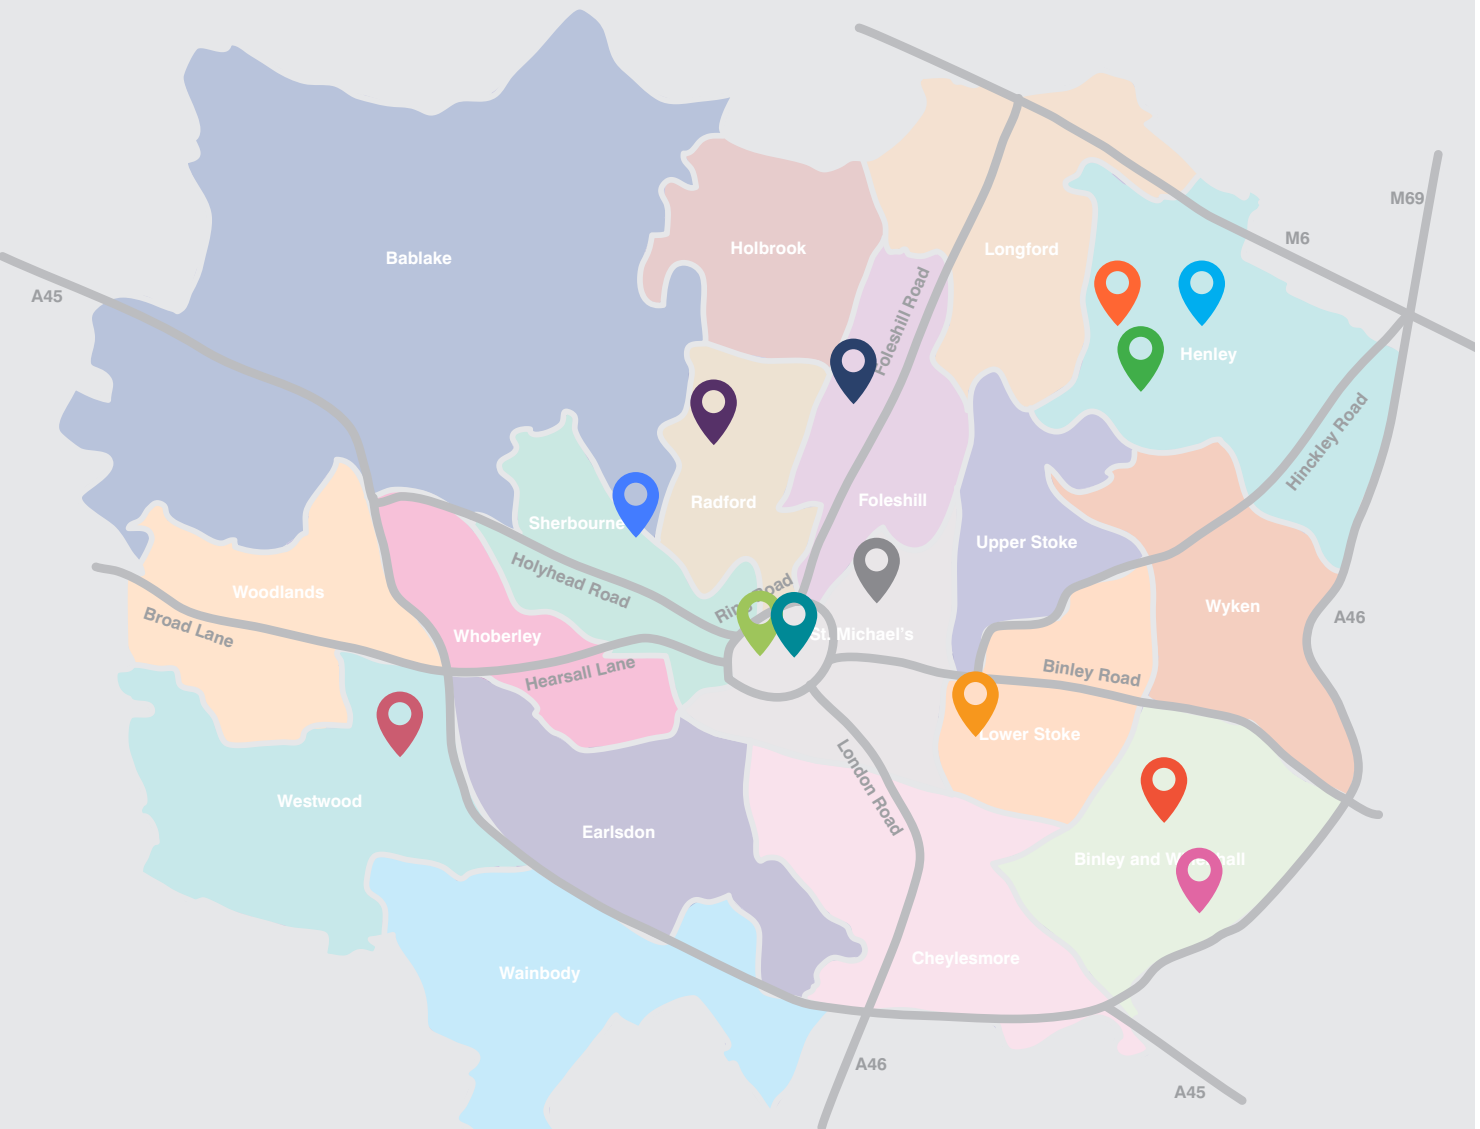 M69
M6
Holbrook
Longford
Bablake
A45
Foleshill Road
Henley
Hinckley Road
Radford
Foleshill
Sherbourne
Upper Stoke
Holyhead Road
Woodlands
Ring Road
Wyken
A46
Broad Lane
Whoberley
St. Michael's
Hearsall Lane
Binley Road
Lower Stoke
London Road
Westwood
Earlsdon
Binley and
Cheylesmore
Wainbody
A46
A45